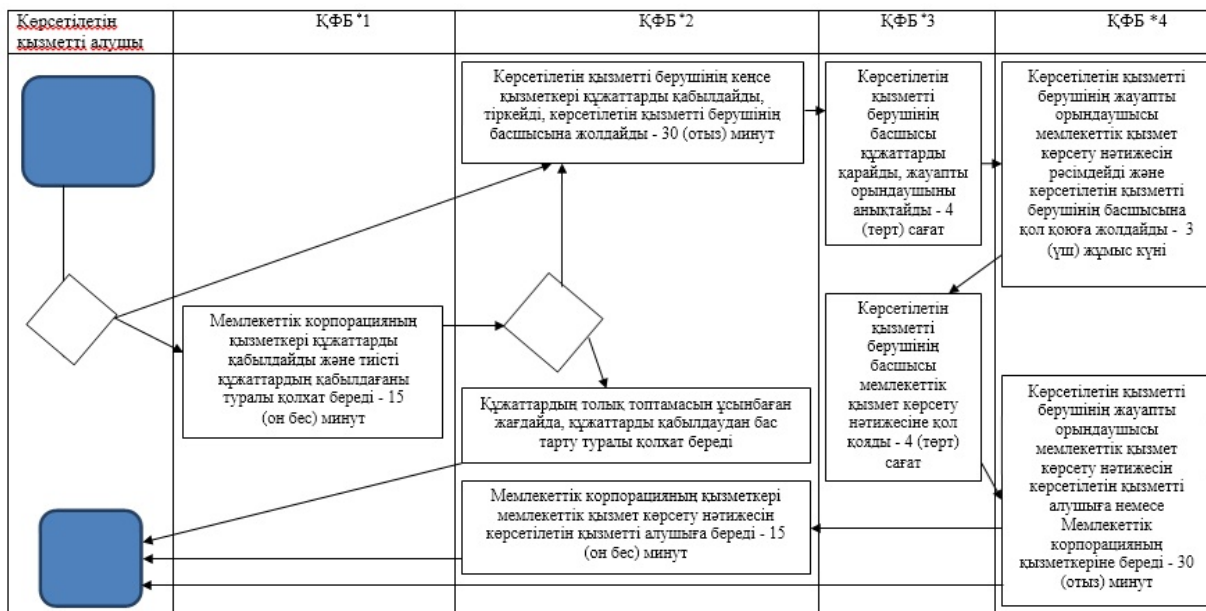 Көрсетілетін
қызметті алушы
ҚФБ *1
ҚФБ *2
ҚФБ *3
ҚФБ *4
Көрсетілетін қызметті берушінің кеңсе
қызметкері құжаттарды қабылдайды,
тіркейді, көрсетілетін қызметті берушінің
басшысына жолдайды - 30 (отыз) минут
Көрсетілетін
қызметті
берушінің
басшысы
құжаттарды
қарайды, жауапты
орындаушыны
анықтайды - 4
(төрт) сағат
Көрсетілетін қызметті
берушінің жауапты
орындаушысы
мемлекеттік қызмет
көрсету нәтижесін
рәсімдейді және
көрсетілетін қызметті
берушінің басшысына
қол қоюға жолдайды - 3
(үш) жұмыс күні
Мемлекеттік корпорацияның
қызметкері құжаттарды
қабылдайды және тиісті
құжаттардың қабылдағаны
туралы қолхат береді - 15
(он бес) минут
Құжаттардың толық топтамасын ұсынбаған
жағдайда, құжаттарды қабылдаудан бас
тарту туралы қолхат береді
Көрсетілетін
қызметті
берушінің
басшысы
мемлекеттік
қызмет көрсету
нәтижесіне қол
қояды - 4 (төрт)
сағат
Көрсетілетін қызметті
берушінің жауапты
орындаушысы
мемлекеттік қызмет
көрсету нәтижесін
көрсетілетін қызметті
алушыға немесе
Мемлекеттік
корпорацияның
қызметкеріне береді - 30
(отыз) минут
Мемлекеттік корпорацияның қызметкері
мемлекеттік қызмет көрсету нәтижесін
көрсетілетін қызметті алушыға береді - 15
(он бес) минут